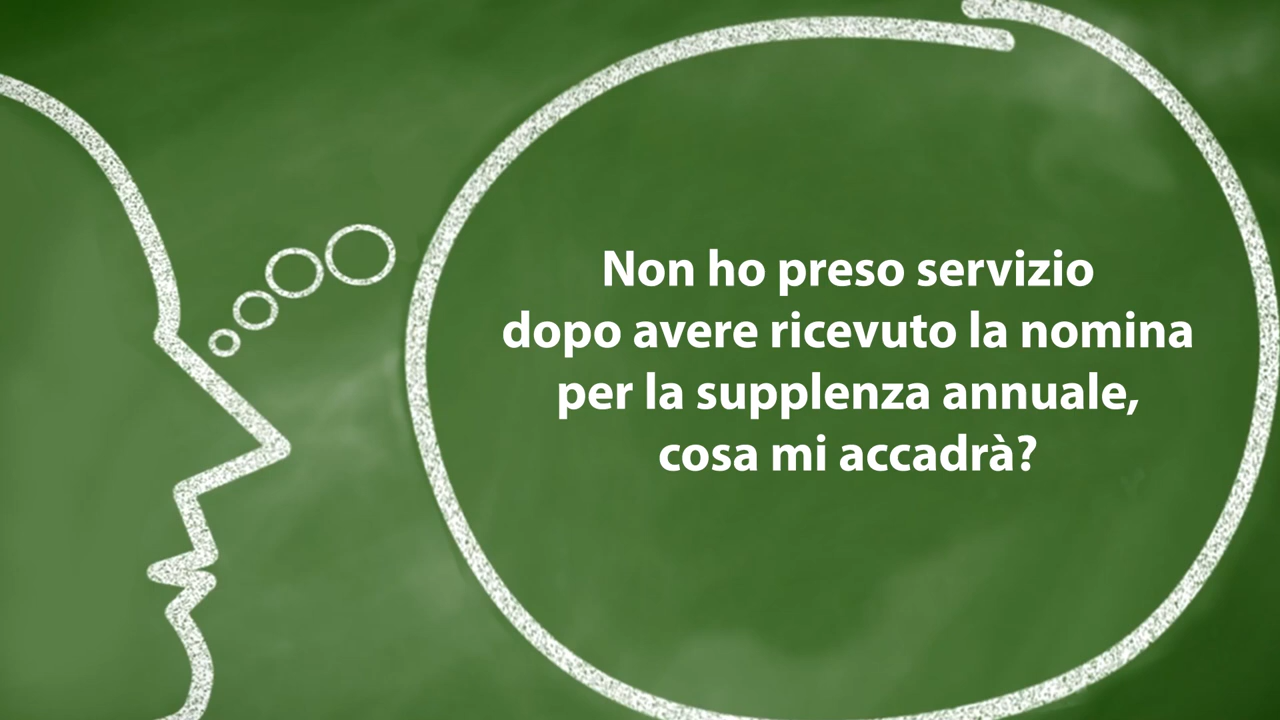 Non ho preso servizio
dopo avere ricevuto la nomina
per la supplenza annuale,
cosa mi accadrà?